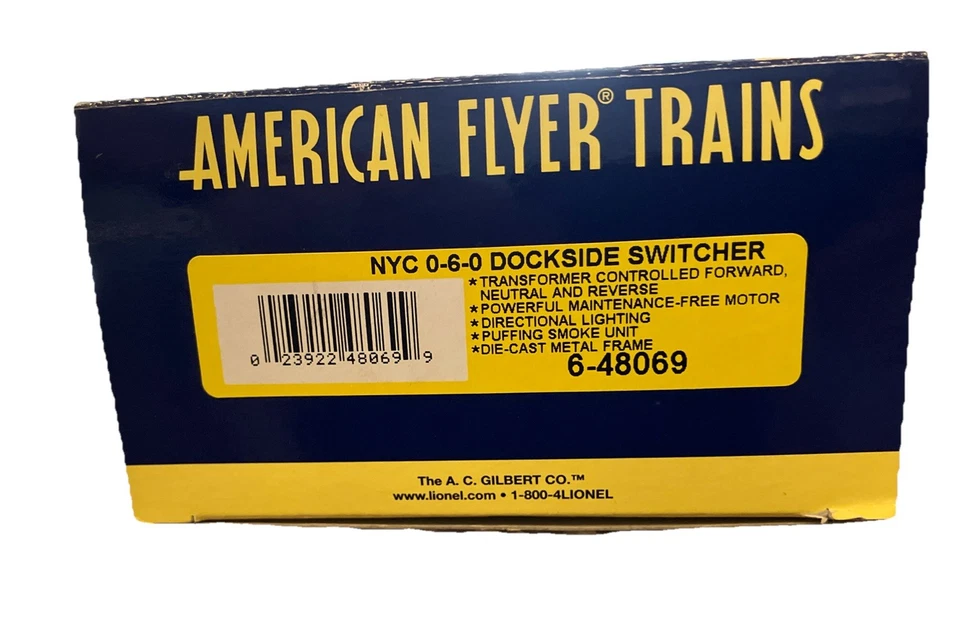 AMERICAN FLYER® TRAINS
NYC 0-6-0 DOCKSIDE SWITCHER
*TRANSFORMER CONTROLLED FORWARD,
NEUTRAL AND REVERSE
*POWERFUL MAINTENANCE-FREE MOTOR
*DIRECTIONAL LIGHTING
*PUFFING SMOKE UNIT
*DIE-CAST METAL FRAME
6-48069
0 23922 48069 9
The A. C. GILBERT CO.™
www.lionel.com • 1-800-4LIONEL